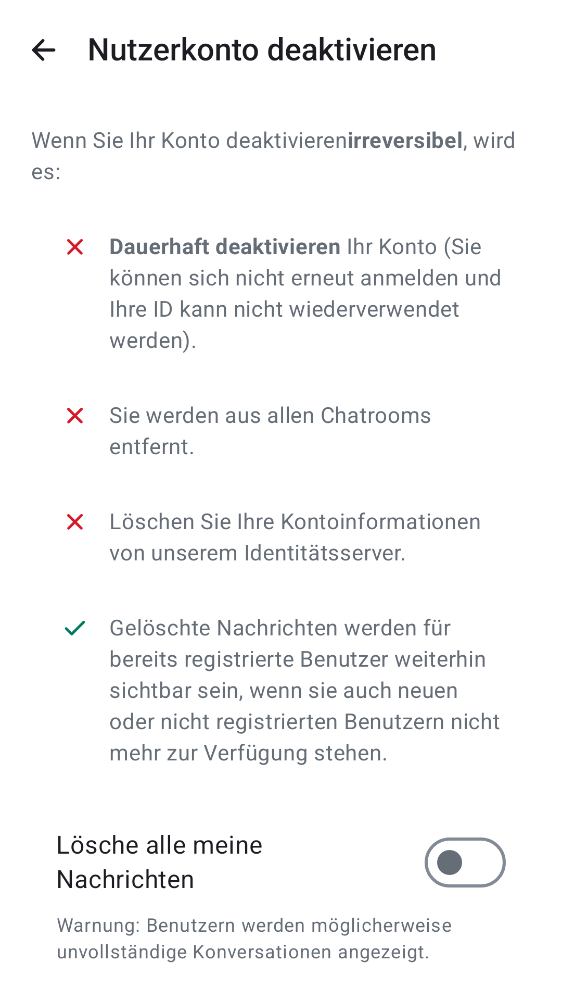 Nutzerkonto deaktivieren
Wenn Sie Ihr Konto deaktivierenirreversibel, wird
es:
Dauerhaft deaktivieren Ihr Konto (Sie
können sich nicht erneut anmelden und
Ihre ID kann nicht wiederverwendet
werden).
Sie werden aus allen Chatrooms
entfernt.
Löschen Sie Ihre Kontoinformationen
von unserem Identitätsserver.
Gelöschte Nachrichten werden für
bereits registrierte Benutzer weiterhin
sichtbar sein, wenn sie auch neuen
oder nicht registrierten Benutzern nicht
mehr zur Verfügung stehen.
Lösche alle meine
Nachrichten
Warnung: Benutzern werden möglicherweise
unvollständige Konversationen angezeigt.